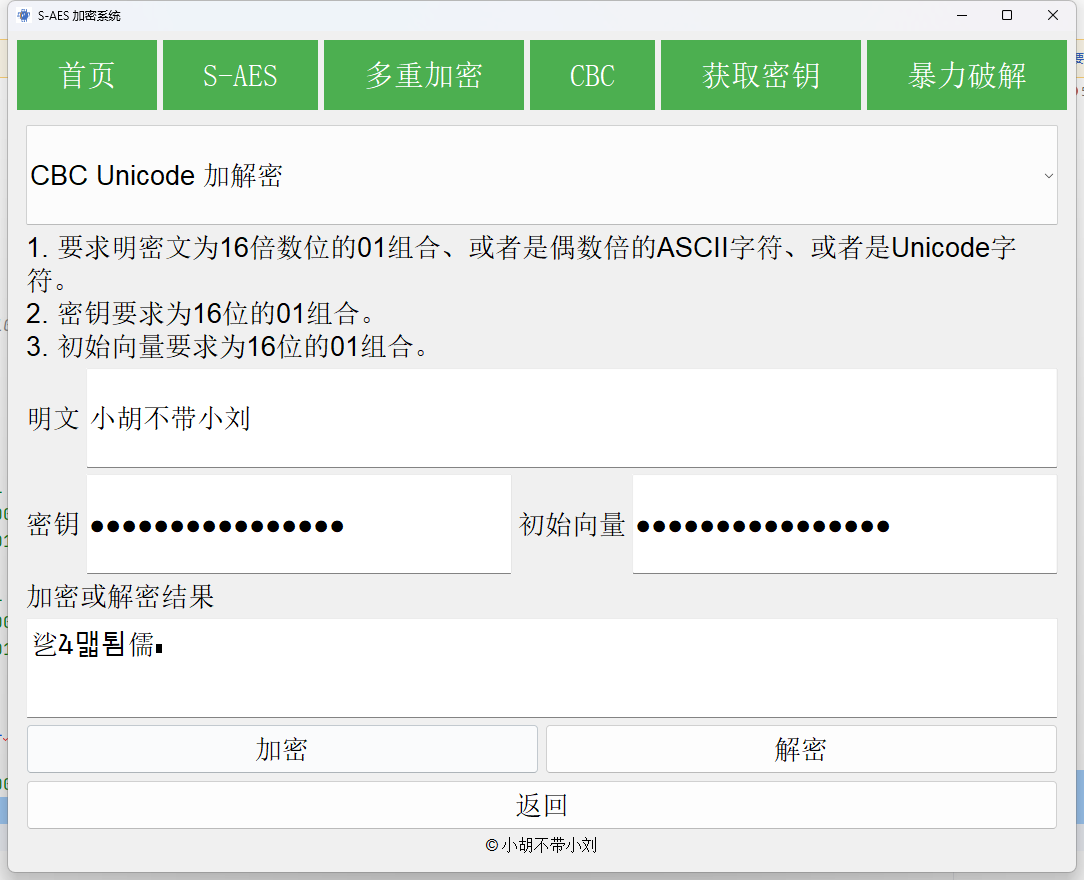 S-AES 加密系统
首页 S-AES 多重加密 CBC 获取密钥 暴力破解
CBC Unicode 加解密
1. 要求明密文为16倍数位的01组合、或者是偶数倍的ASCII字符、或者是Unicode字
符。
2. 密钥要求为16位的01组合。
3. 初始向量要求为16位的01组合。
明文 小胡不带小刘
密钥 ●●●●●●●●●●●●●●●● 初始向量 ●●●●●●●●●●●●●●●●
加密或解密结果
儒
加密 解密
返回
© 小胡不带小刘